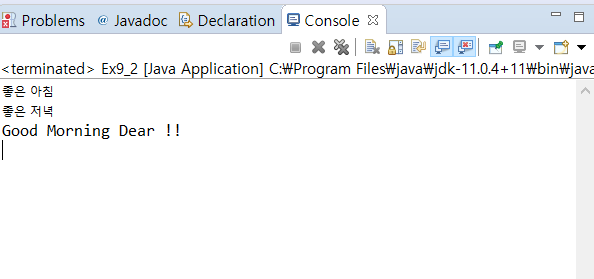 Problems @ Javadoc Declaration Console
<terminated> Ex9_2 [Java Application] C:₩Program Files₩java₩jdk-11.0.4+11₩bin₩java
좋은 아침
좋은 저녁
Good Morning Dear !!